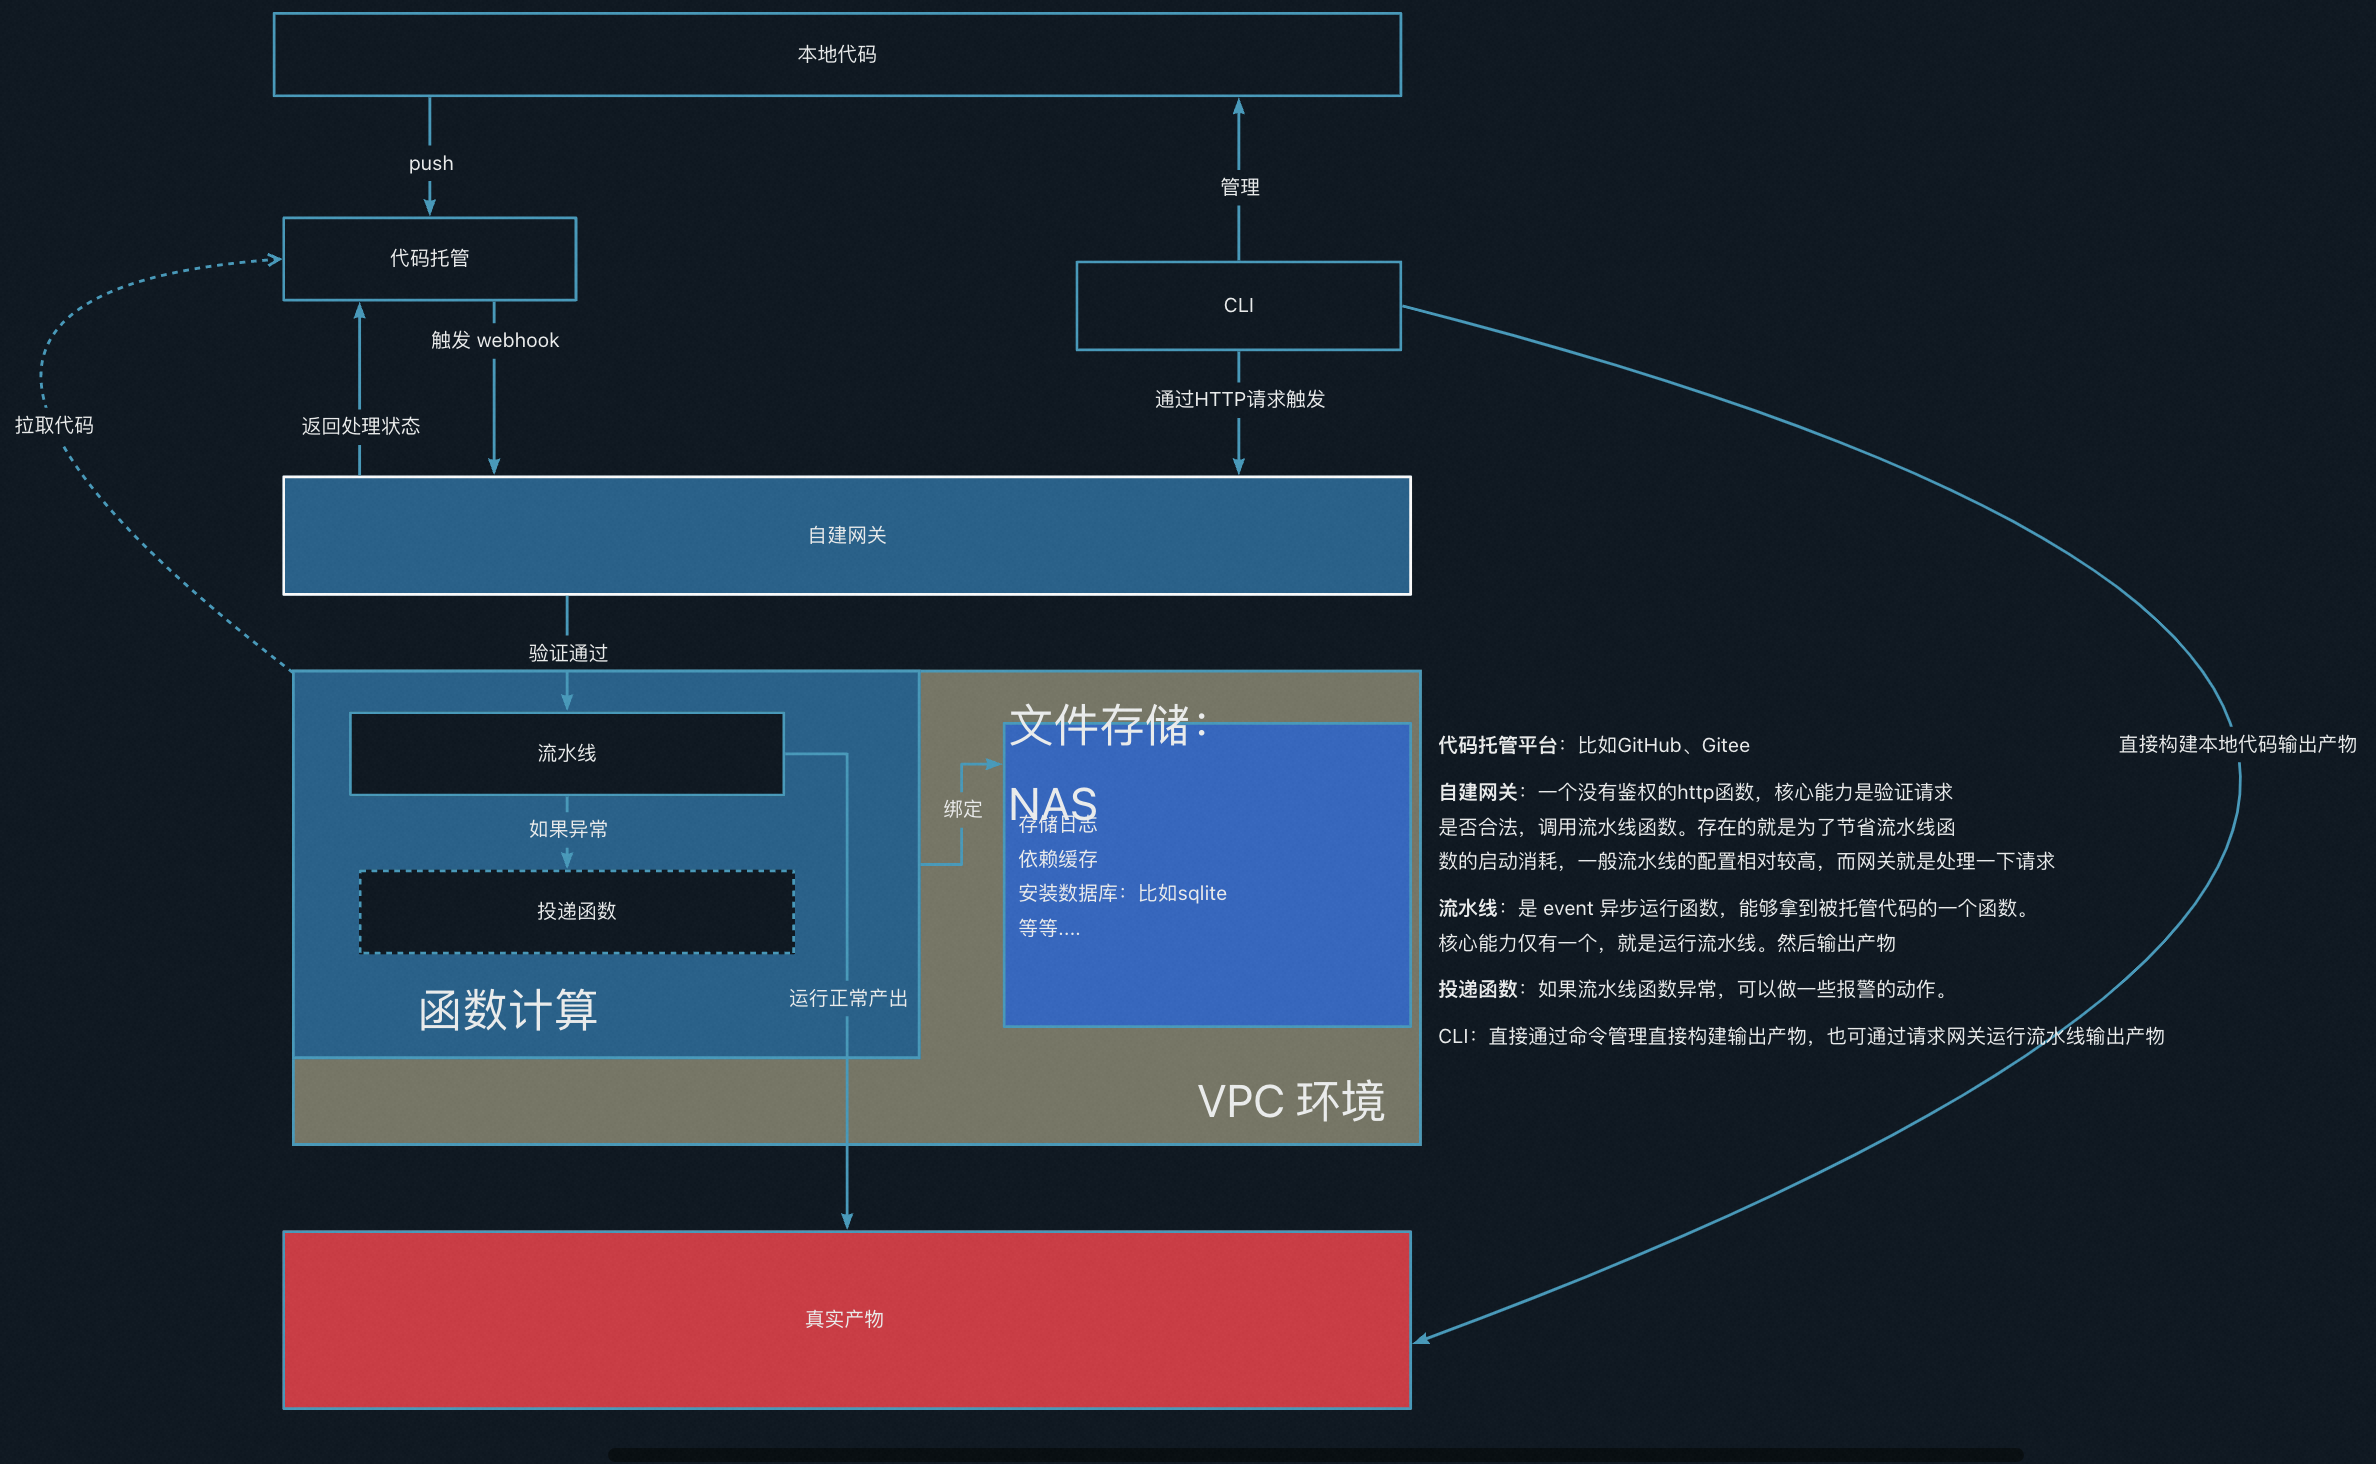 本地代码
push
管理
代码托管
CLI
触发 webhook
通过HTTP请求触发
拉取代码
返回处理状态
自建网关
验证通过
流水线
如果异常
投递函数
函数计算
运行正常产出
绑定
文件存储：
NAS
存储日志
依赖缓存
安装数据库：比如sqlite
等等....
VPC 环境
代码托管平台：比如GitHub、Gitee
自建网关：一个没有鉴权的http函数，核心能力是验证请求
是否合法，调用流水线函数。存在的就是为了节省流水线函
数的启动消耗，一般流水线的配置相对较高，而网关就是处理一下请求
流水线：是 event 异步运行函数，能够拿到被托管代码的一个函数。
核心能力仅有一个，就是运行流水线。然后输出产物
投递函数：如果流水线函数异常，可以做一些报警的动作。
CLI：直接通过命令管理直接构建输出产物，也可通过请求网关运行流水线输出产物
直接构建本地代码输出产物
真实产物